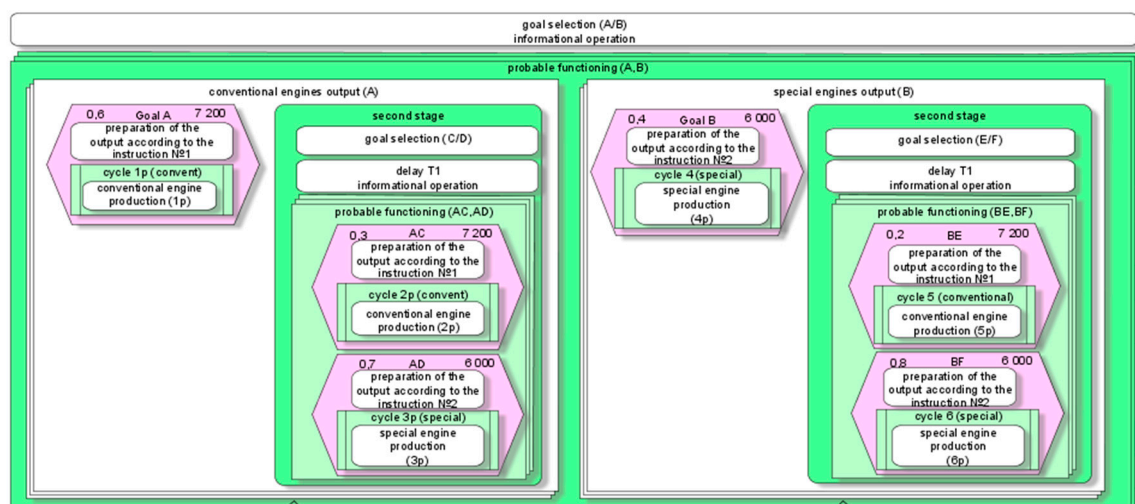 goal selection (A/B)
informational operation
probable functioning (A,B)
conventional engines output (A)
0,6 Goal A 7 200
preparation of the
output according to the
instruction №1
cycle 1p (convent)
conventional engine
production (1p)
second stage
goal selection (C/D)
delay T1
informational operation
probable functioning (AC,AD)
0,3 AC 7 200
preparation of the
output according to the
instruction №1
cycle 2p (convent)
conventional engine
production (2p)
0,7 AD 6 000
preparation of the
output according to the
instruction №2
cycle 3p (special)
special engine
production
(3p)
special engines output (B)
0,4 Goal B 6 000
preparation of the
output according to the
instruction №2
cycle 4 (special)
special engine
production
(4p)
second stage
goal selection (E/F)
delay T1
informational operation
probable functioning (BE,BF)
0,2 BE 7 200
preparation of the
output according to the
instruction №1
cycle 5 (conventional)
conventional engine
production (5p)
0,8 BF 6 000
preparation of the
output according to the
instruction №2
cycle 6 (special)
special engine
production
(6p)